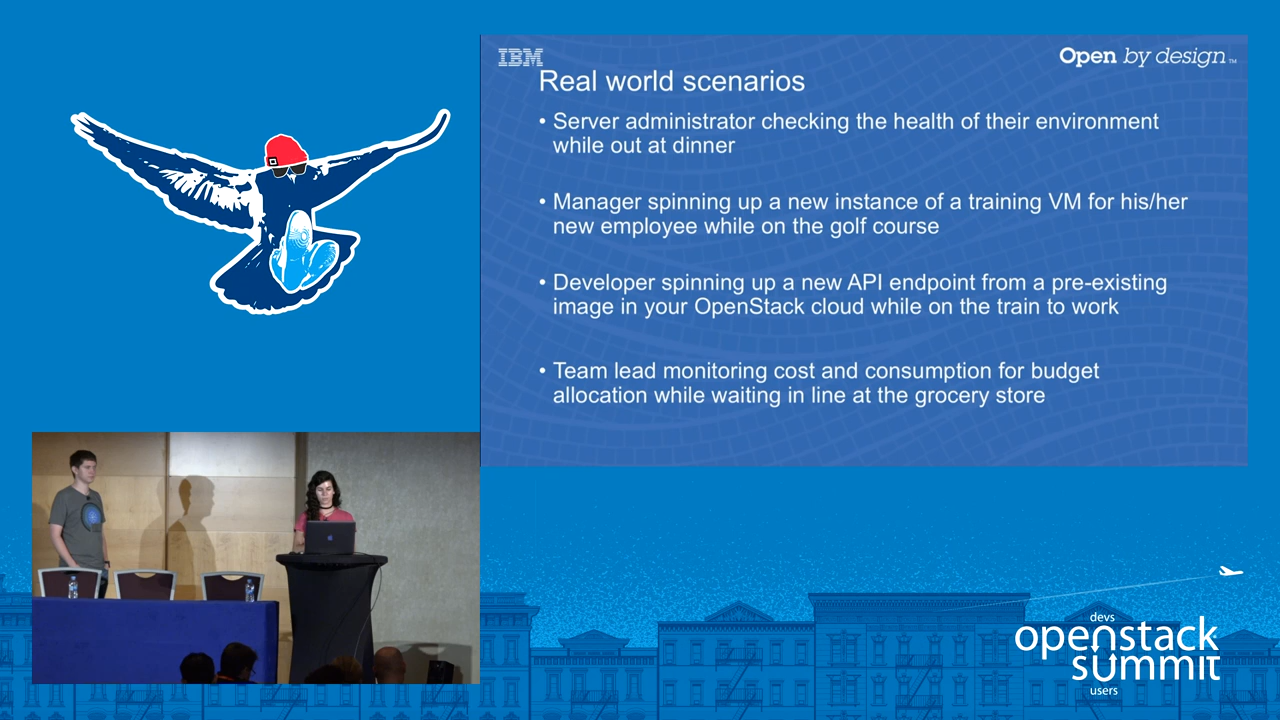 IBM
Open by design™
Real world scenarios
• Server administrator checking the health of their environment
while out at dinner
• Manager spinning up a new instance of a training VM for his/her
new employee while on the golf course
• Developer spinning up a new API endpoint from a pre-existing
image in your OpenStack cloud while on the train to work
• Team lead monitoring cost and consumption for budget
allocation while waiting in line at the grocery store
devs
openstack
summit
users